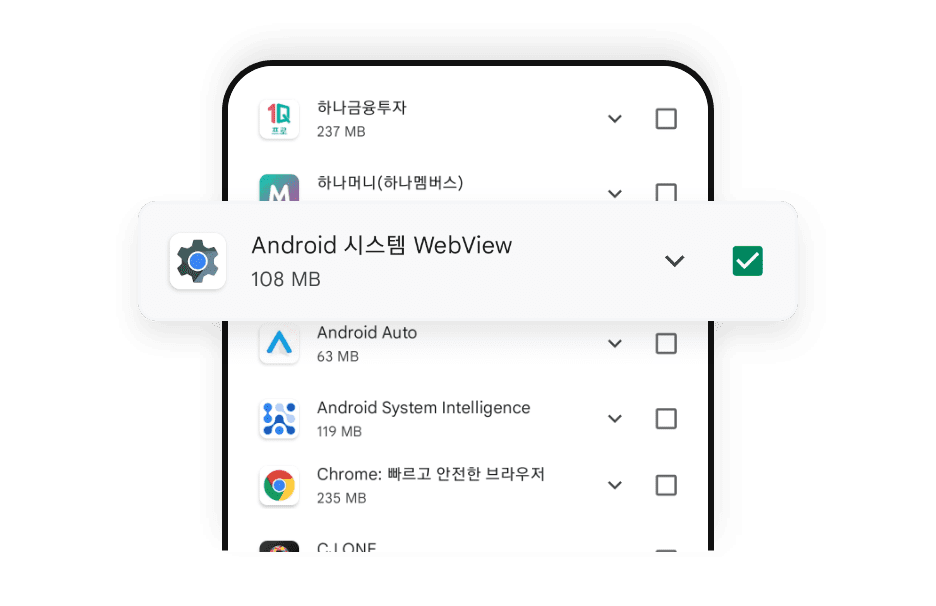 1Q
프로
하나금융투자
237 MB
M
하나머니(하나멤버스)
Android 시스템 WebView
108 MB
Android Auto
63 MB
Android System Intelligence
119 MB
Chrome: 빠르고 안전한 브라우저
235 MB
CJ ONE